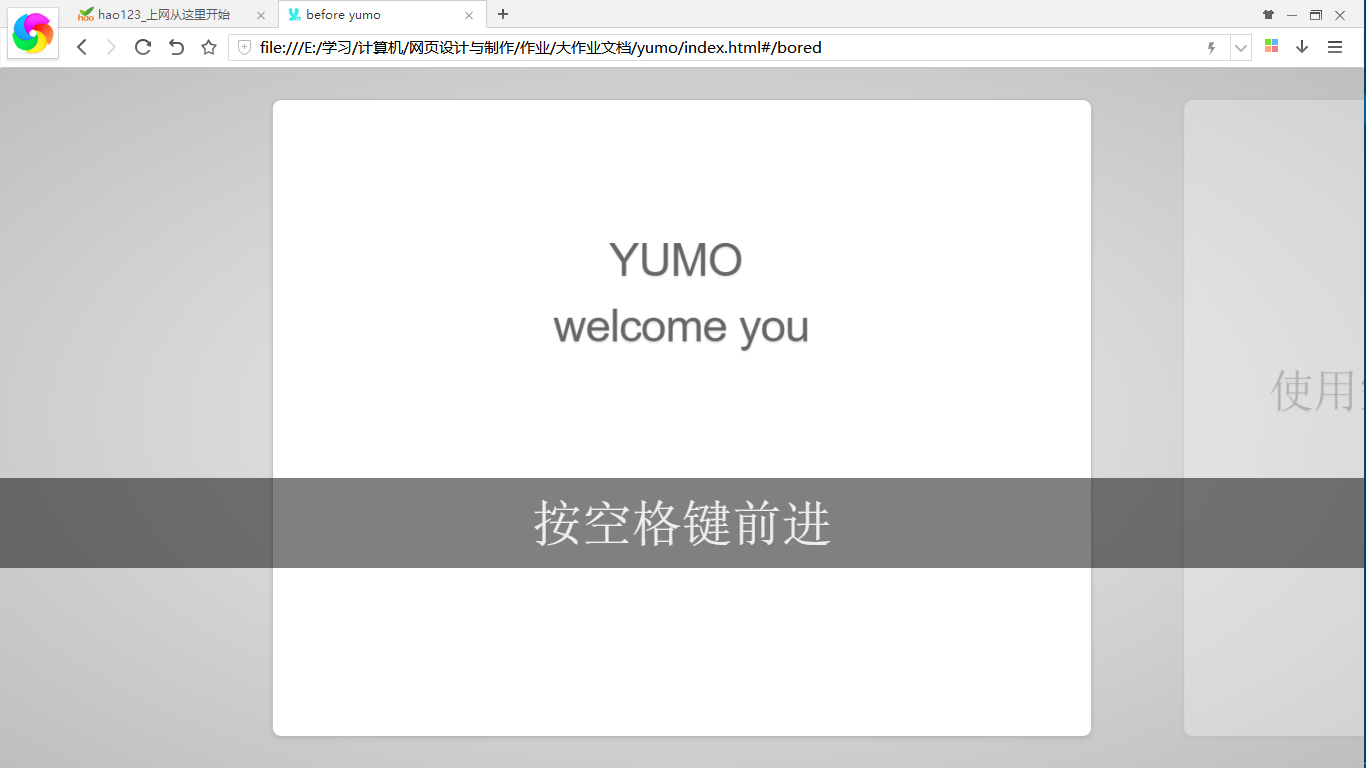 hao123_上网从这里开始
before yumo
file:///E:/学习/计算机/网页设计与制作/作业/大作业文档/yumo/index.html#/bored
YUMO
welcome you
使用
按空格键前进